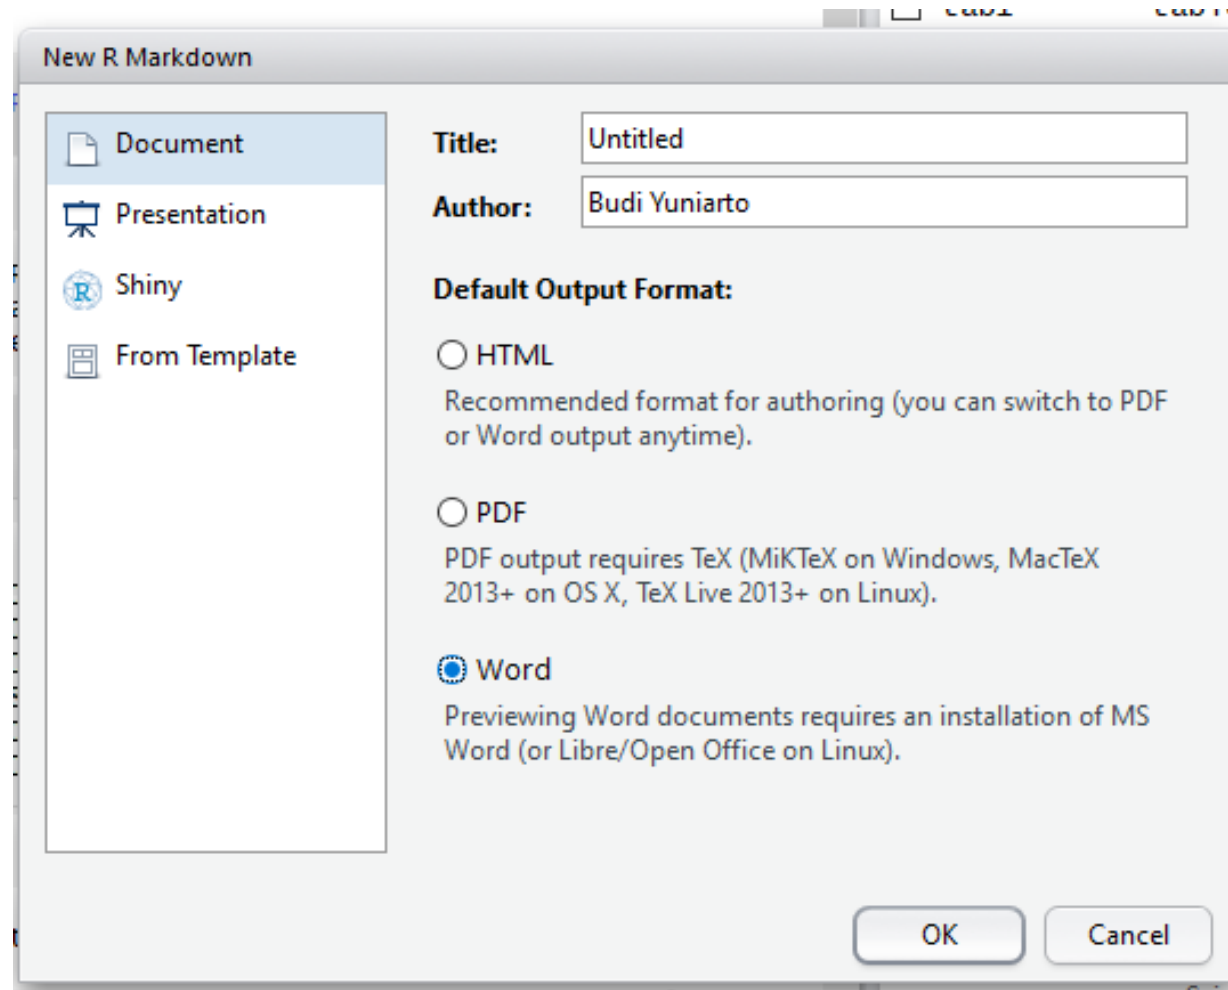 New R Markdown
Document
Presentation
Shiny
From Template
Title:
Untitled
Author:
Budi Yuniarto
Default Output Format:
HTML
Recommended format for authoring (you can switch to PDF
or Word output anytime).
PDF
PDF output requires TeX (MiKTeX on Windows, MacTeX
2013+ on OS X, TeX Live 2013+ on Linux).
Word
Previewing Word documents requires an installation of MS
Word (or Libre/Open Office on Linux).
OK
Cancel